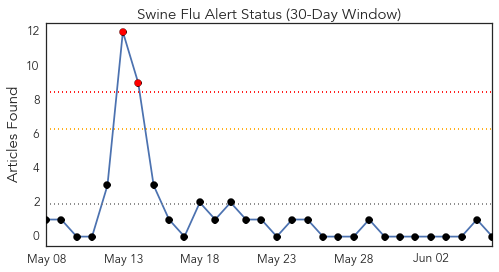 Swine Flu Alert Status (30-Day Window)
Articles Found
12
10
8
6
4
2
0
May 08
May 13
May 18
May 23
May 28
Jun 02